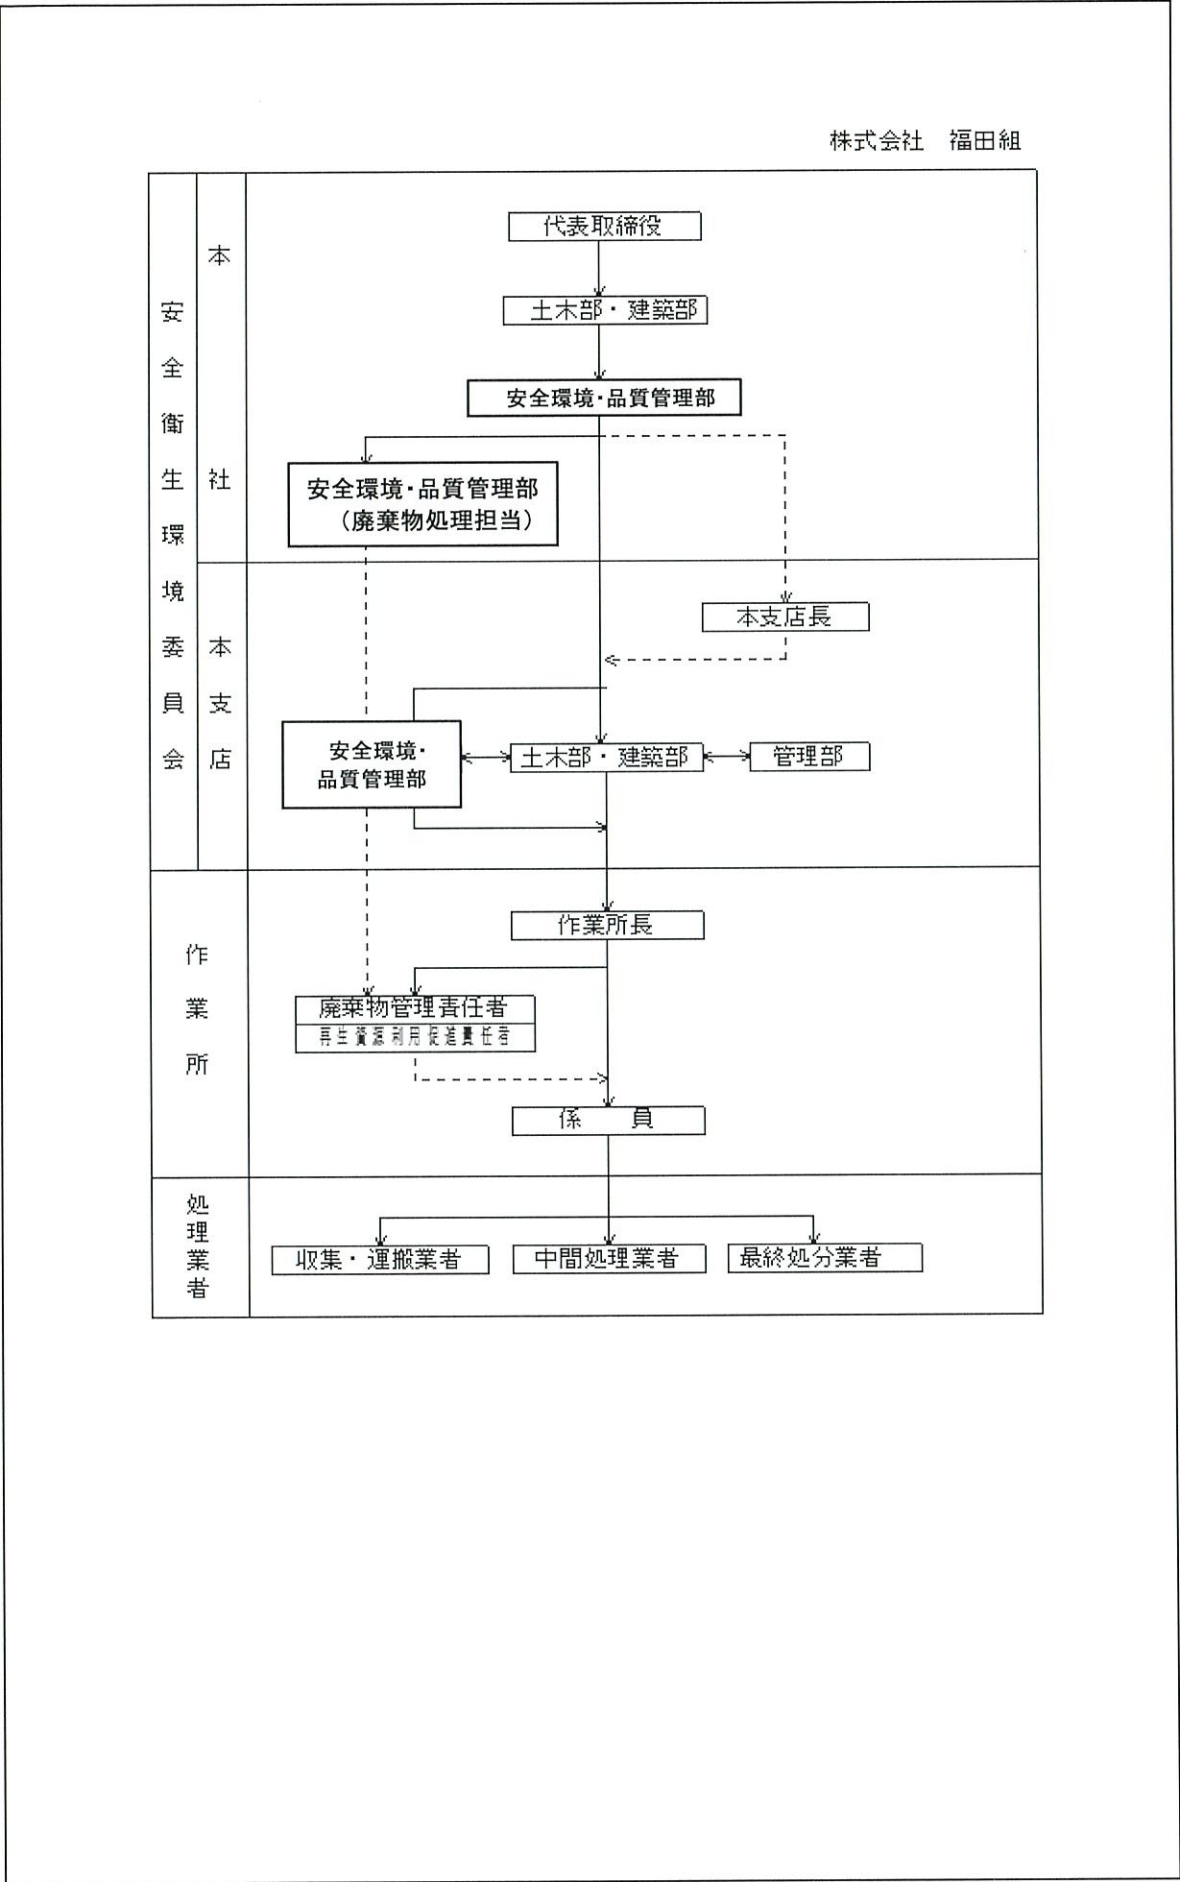 株式会社　福田組
安全衛生環境委員会
本社
代表取締役
土木部・建築部
安全環境・品質管理部
安全環境・品質管理部
（廃棄物処理担当）
本支店
本支店長
安全環境・
品質管理部
土木部・建築部
管理部
作業所
作業所長
廃棄物管理責任者
再生資源利用促進責任者
係　　員
処理業者
収集・運搬業者
中間処理業者
最終処分業者